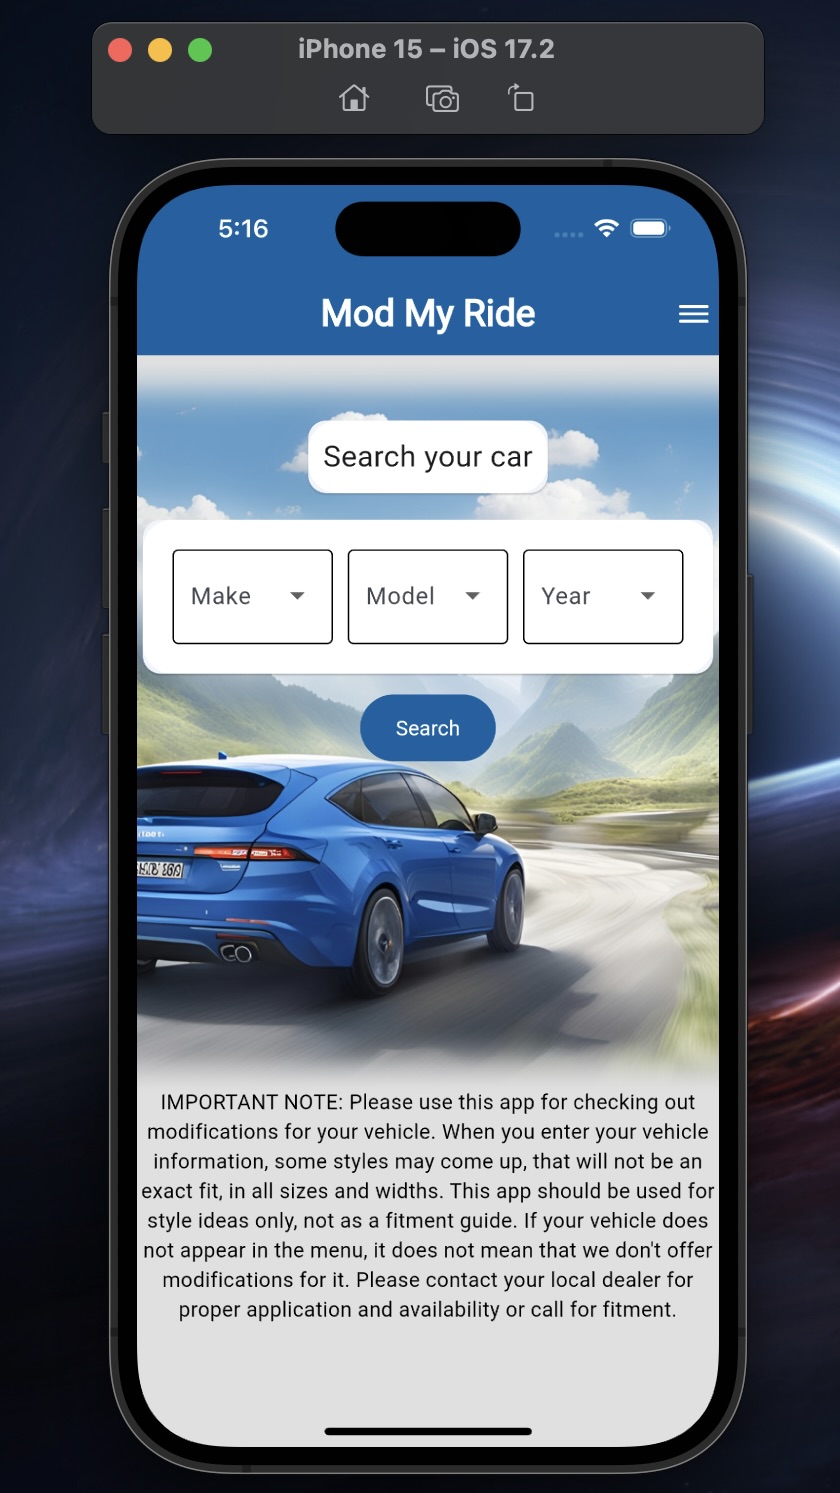 iPhone 15 – iOS 17.2
5:16
Mod My Ride
Search your car
Make
Model
Year
Search
IMPORTANT NOTE: Please use this app for checking out
modifications for your vehicle. When you enter your vehicle
information, some styles may come up, that will not be an
exact fit, in all sizes and widths. This app should be used for
style ideas only, not as a fitment guide. If your vehicle does
not appear in the menu, it does not mean that we don't offer
modifications for it. Please contact your local dealer for
proper application and availability or call for fitment.